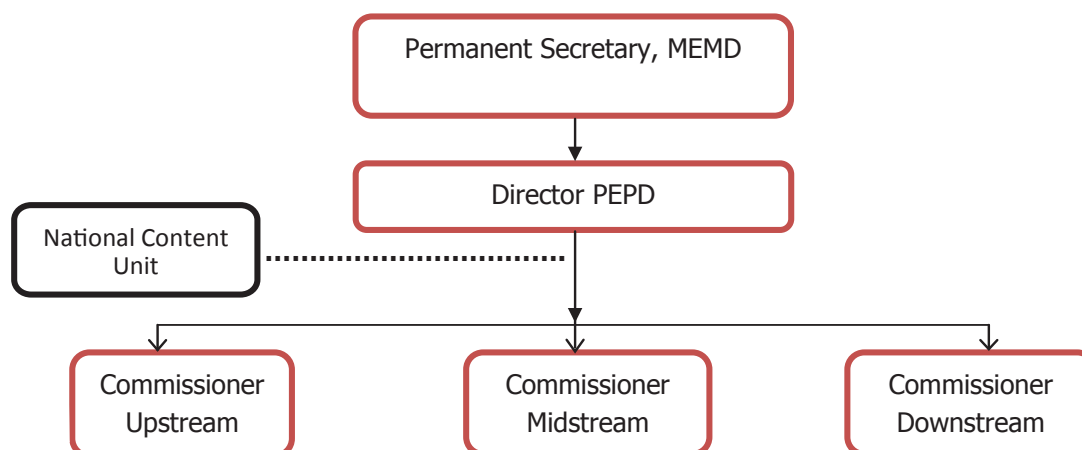 Permanent Secretary, MEMD
Director PEPD
National Content
Unit
Commissioner
Upstream
Commissioner
Midstream
Commissioner
Downstream